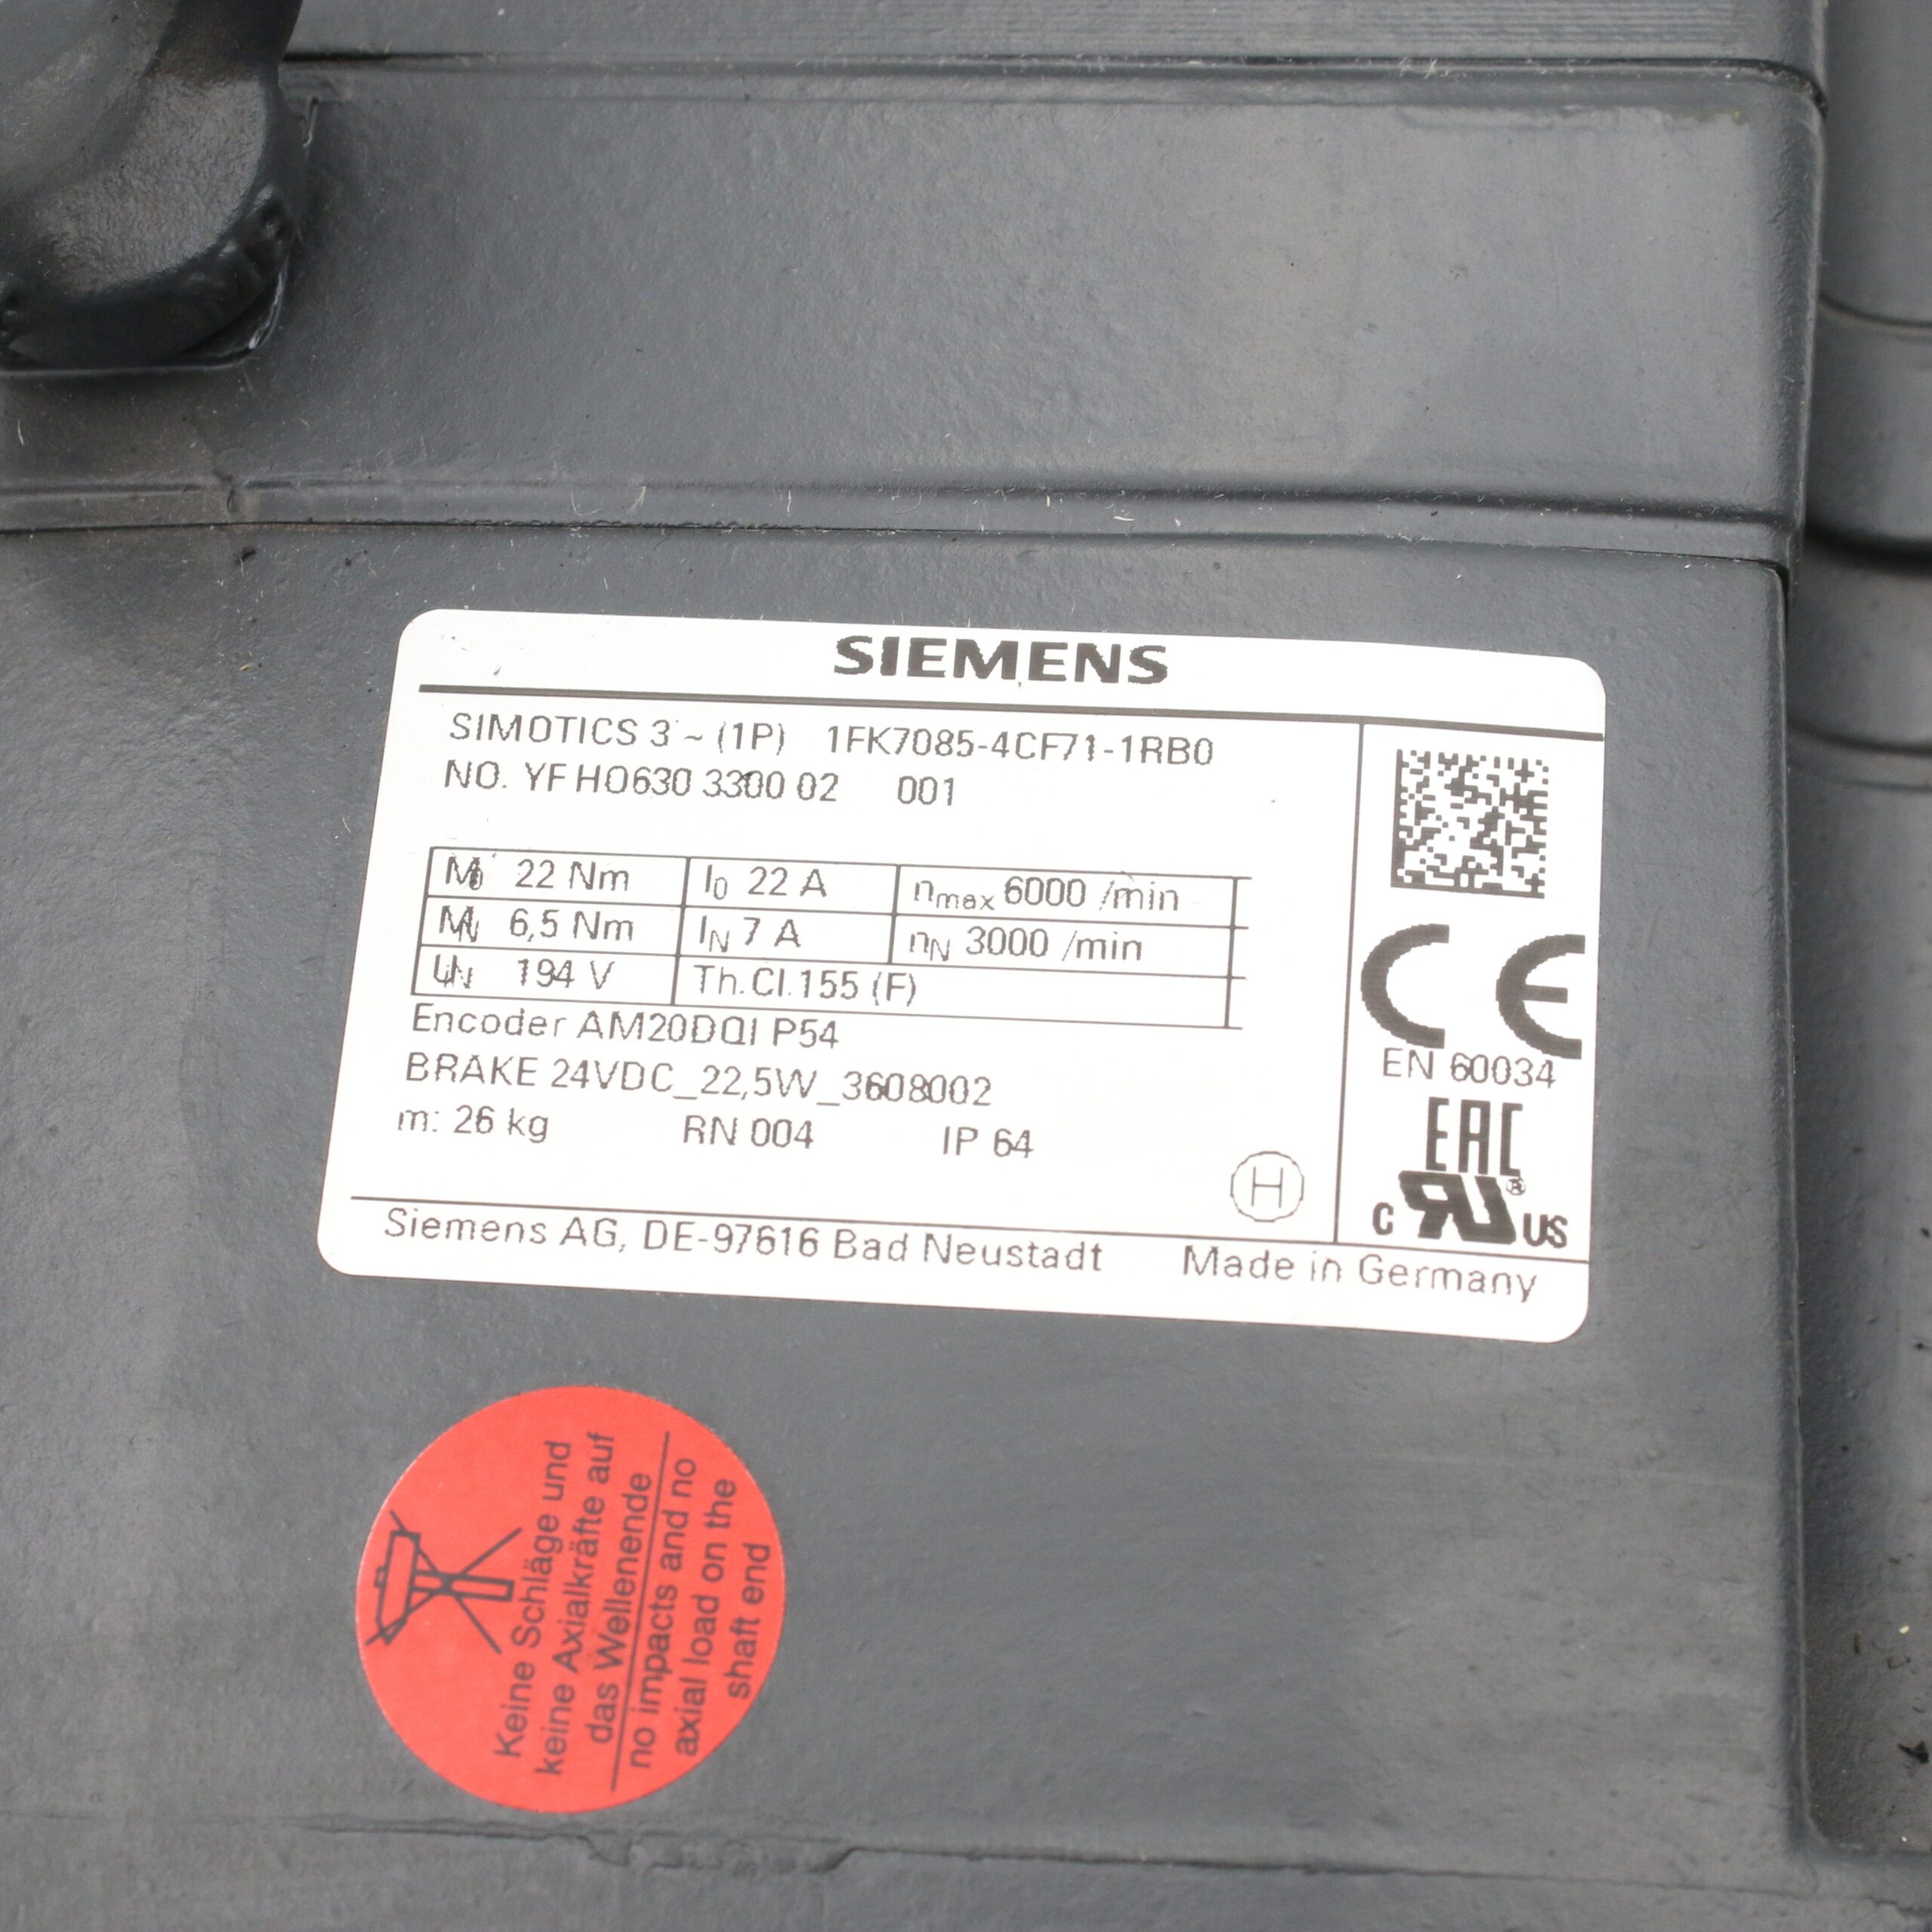 SIEMENS
SIMOTICS 3 ~ (1P) 1FK7085-4CF71-1RB0
NO. YFH0630 3300 02 001
M0 22 Nm I0 22 A nmax 6000 /min
MN 6,5 Nm IN 7 A nN 3000 /min
UN 194 V Th.Cl.155 (F)
Encoder AM20DQI P54
BRAKE 24VDC_22,5W_3608002
m: 26 kg RN 004 IP 64
H
Siemens AG, DE-97616 Bad Neustadt Made in Germany
CE
EN 60034
EAC
c RU ® US
Keine Schläge und
keine Axialkräfte auf
das Wellenende
no impacts and no
axial load on the
shaft end